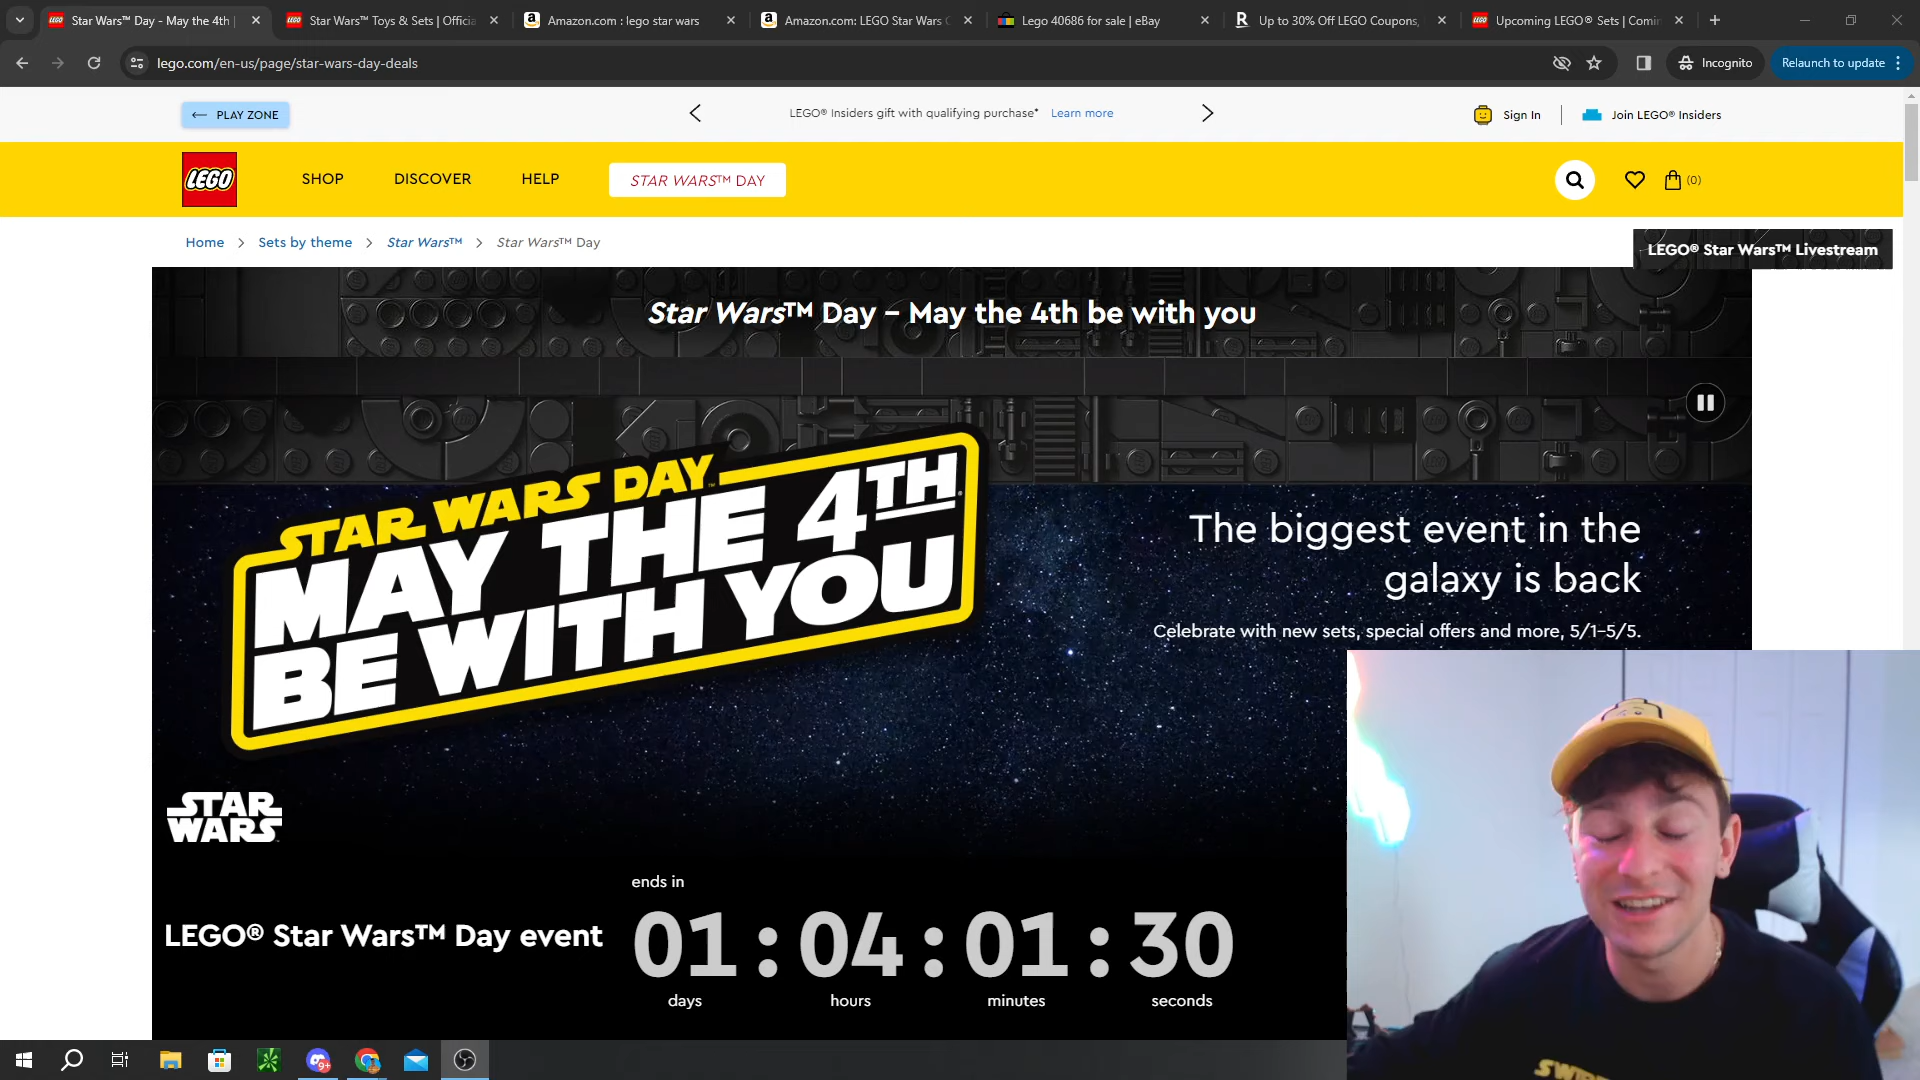 Star Wars™ Day - May the 4th
Star Wars™ Toys & Sets | Officia
Amazon.com : lego star wars
Amazon.com: LEGO Star Wars
Lego 40686 for sale | eBay
Up to 30% Off LEGO Coupons,
Upcoming LEGO® Sets | Comin
lego.com/en-us/page/star-wars-day-deals
Incognito
Relaunch to update
PLAY ZONE
LEGO® Insiders gift with qualifying purchase* Learn more
Sign In
Join LEGO® Insiders
LEGO
SHOP
DISCOVER
HELP
STAR WARS™ DAY
(0)
Home > Sets by theme > Star Wars™ > Star Wars™ Day
LEGO® Star Wars™ Livestream
Star Wars™ Day – May the 4th be with you
STAR WARS DAY
MAY THE 4TH
BE WITH YOU
The biggest event in the
galaxy is back
Celebrate with new sets, special offers and more, 5/1–5/5.
STAR
WARS
ends in
LEGO® Star Wars™ Day event
01 : 04 : 01 : 30
days hours minutes seconds
9+